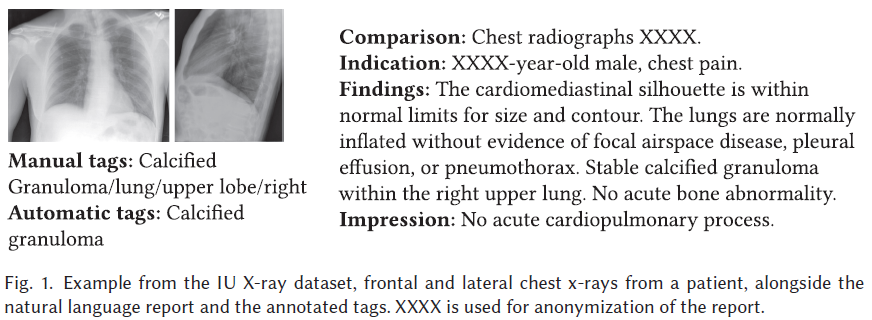 Manual tags: Calcified
Granuloma/lung/upper lobe/right
Automatic tags: Calcified
granuloma
Comparison: Chest radiographs XXXX.
Indication: XXXX-year-old male, chest pain.
Findings: The cardiomediastinal silhouette is within
normal limits for size and contour. The lungs are normally
inflated without evidence of focal airspace disease, pleural
effusion, or pneumothorax. Stable calcified granuloma
within the right upper lung. No acute bone abnormality.
Impression: No acute cardiopulmonary process.
Fig. 1. Example from the IU X-ray dataset, frontal and lateral chest x-rays from a patient, alongside the
natural language report and the annotated tags. XXXX is used for anonymization of the report.